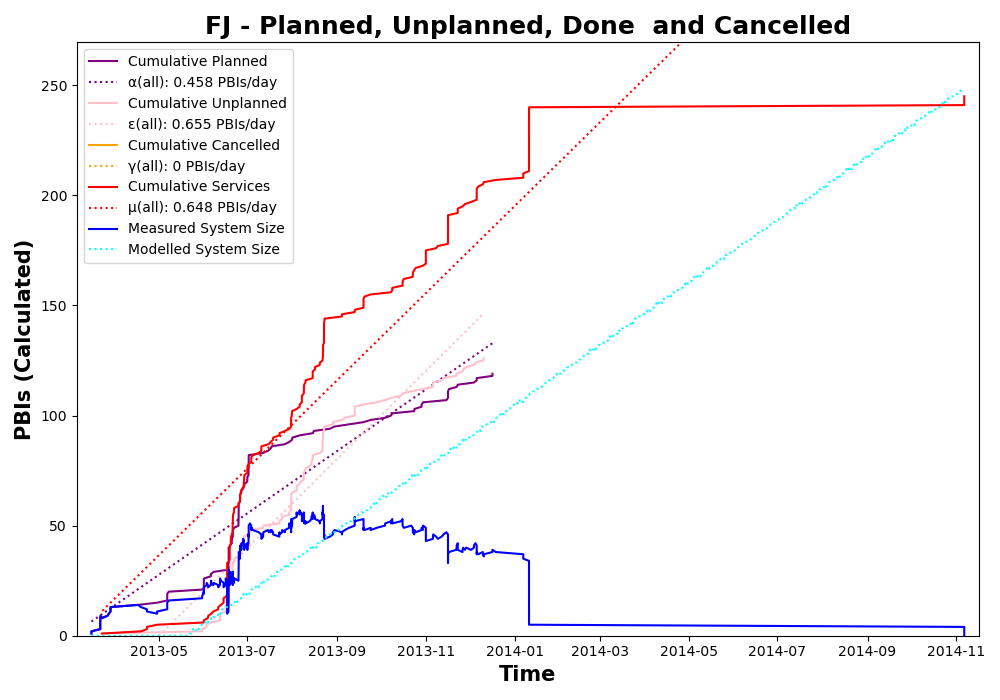 FJ - Planned, Unplanned, Done  and Cancelled
Cumulative Planned
α(all): 0.458 PBIs/day
Cumulative Unplanned
ε(all): 0.655 PBIs/day
Cumulative Cancelled
γ(all): 0 PBIs/day
Cumulative Services
μ(all): 0.648 PBIs/day
Measured System Size
Modelled System Size
PBIs (Calculated)
250
200
150
100
50
0
2013-05 2013-07 2013-09 2013-11 2014-01 2014-03 2014-05 2014-07 2014-09 2014-11
Time